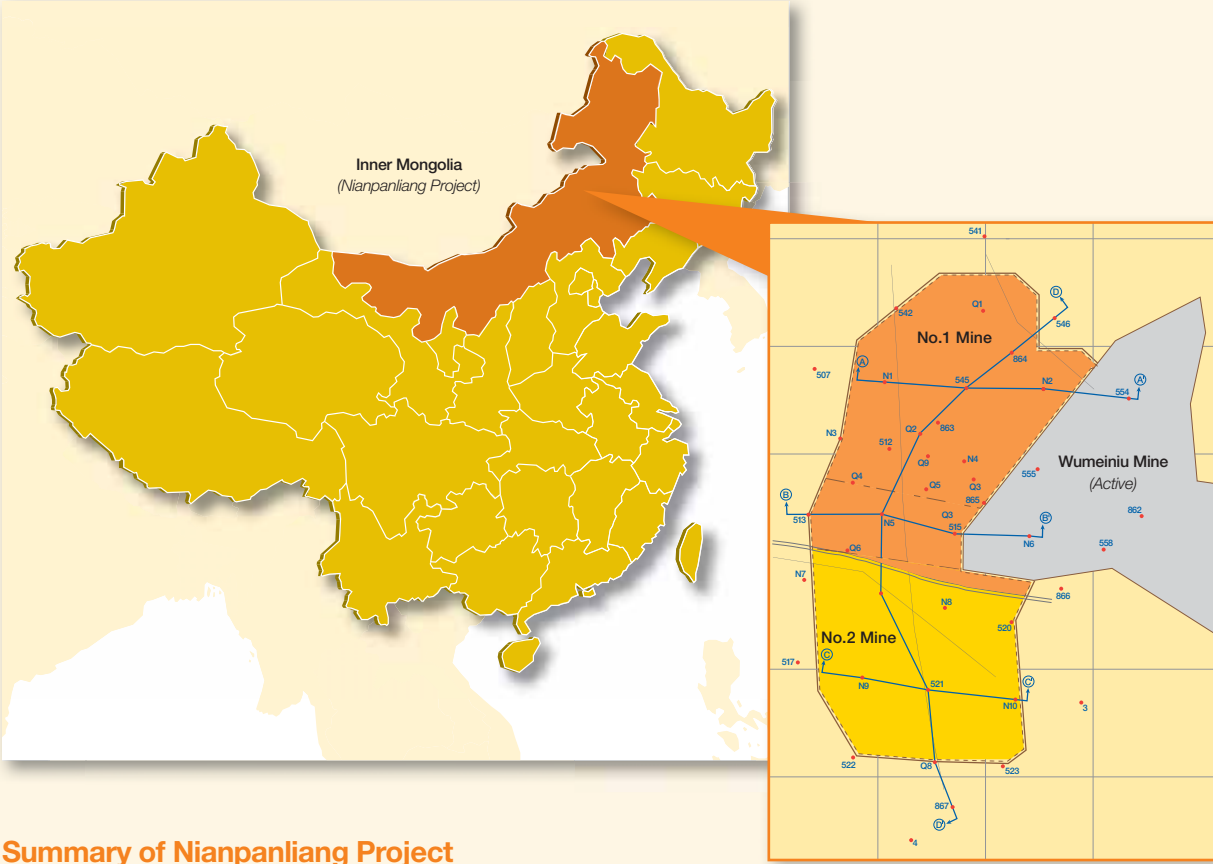 Inner Mongolia
(Nianpanliang Project)
541
D
Q1
542
546
No.1 Mine
864
A
507
N1
545
N2
A'
554
N3
Q2
863
512
Q9
N4
Wumeiniu Mine
(Active)
555
Q4
Q5
Q3
865
B
513
N5
Q3
515
B'
N6
862
558
Q6
N7
N8
866
520
No.2 Mine
C
517
N9
521
C'
N10
3
522
Q8
523
867
D'
4
Summary of Nianpanliang Project